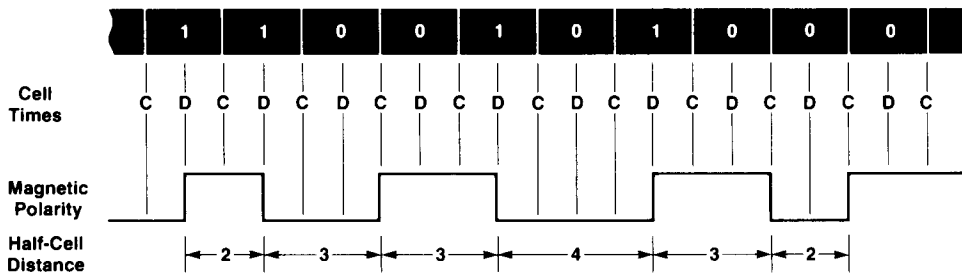 1 1 0 0 1 0 1 0 0 0
Cell
Times
C D C D C D C D C D C D C D C D C D C D C
Magnetic
Polarity
Half-Cell
Distance
2 3 3 4 3 2